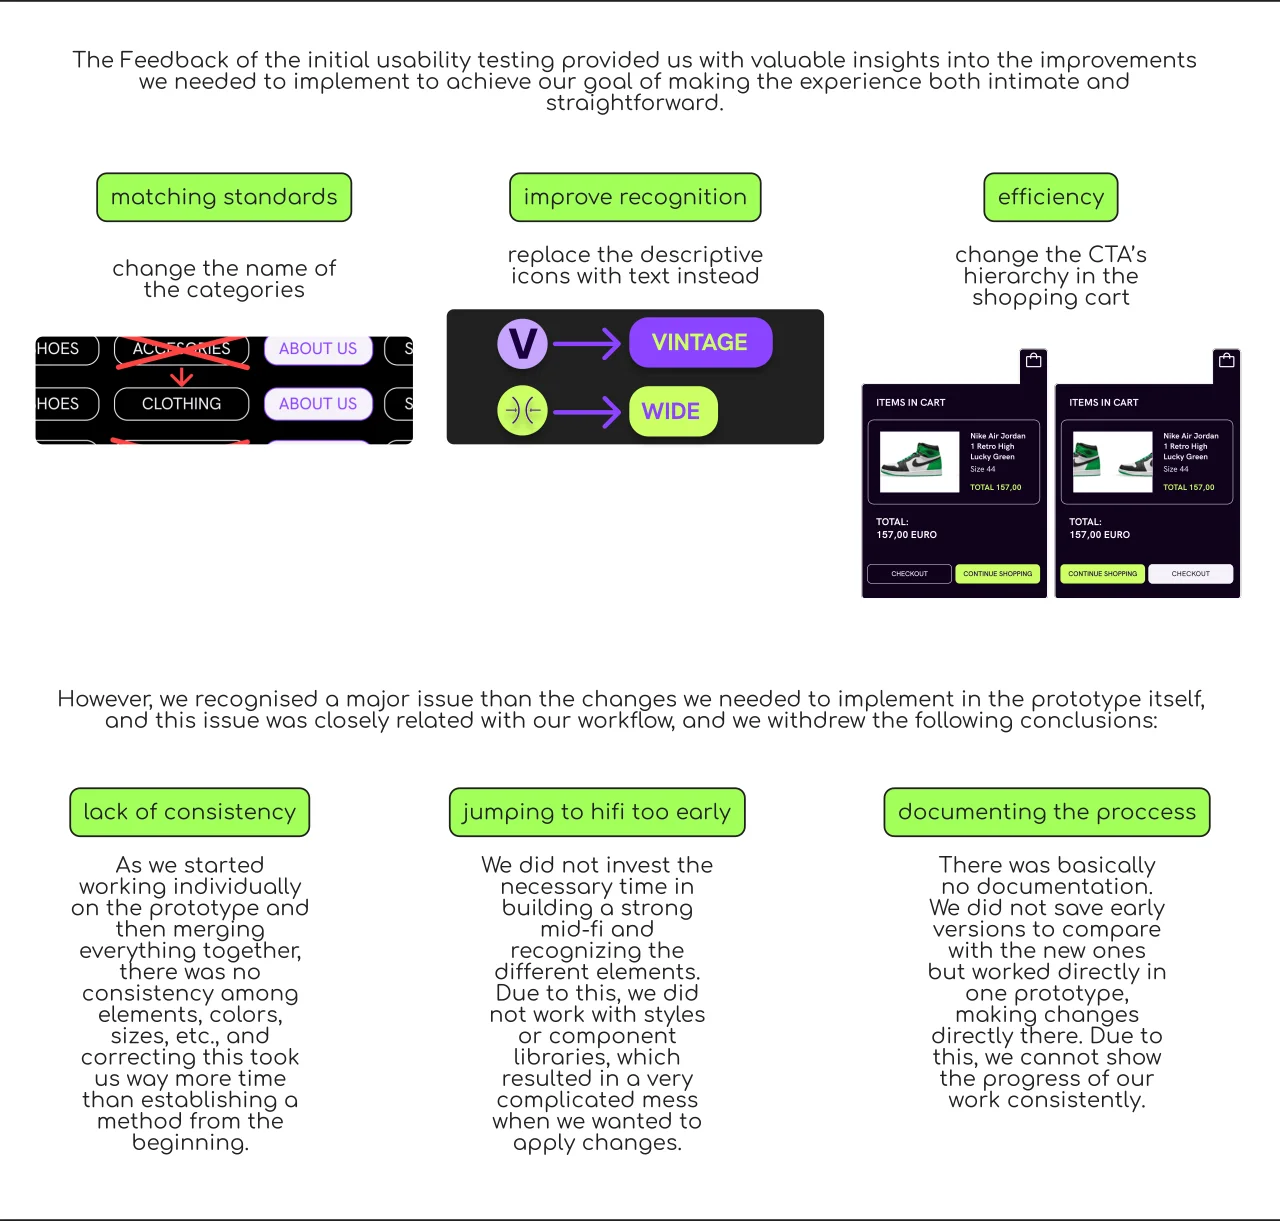 The Feedback of the initial usability testing provided us with valuable insights into the improvements
we needed to implement to achieve our goal of making the experience both intimate and
straightforward.
matching standards
change the name of
the categories
HOES
ACCESORIES
ABOUT US
S
HOES
CLOTHING
ABOUT US
S
improve recognition
replace the descriptive
icons with text instead
V
VINTAGE
WIDE
efficiency
change the CTA’s
hierarchy in the
shopping cart
ITEMS IN CART
Nike Air Jordan
1 Retro High
Lucky Green
Size 44
TOTAL 157,00
TOTAL:
157,00 EURO
CHECKOUT
CONTINUE SHOPPING
ITEMS IN CART
Nike Air Jordan
1 Retro High
Lucky Green
Size 44
TOTAL 157,00
TOTAL:
157,00 EURO
CONTINUE SHOPPING
CHECKOUT
However, we recognised a major issue than the changes we needed to implement in the prototype itself,
and this issue was closely related with our workflow, and we withdrew the following conclusions:
lack of consistency
As we started
working individually
on the prototype and
then merging
everything together,
there was no
consistency among
elements, colors,
sizes, etc., and
correcting this took
us way more time
than establishing a
method from the
beginning.
jumping to hifi too early
We did not invest the
necessary time in
building a strong
mid-fi and
recognizing the
different elements.
Due to this, we did
not work with styles
or component
libraries, which
resulted in a very
complicated mess
when we wanted to
apply changes.
documenting the proccess
There was basically
no documentation.
We did not save early
versions to compare
with the new ones
but worked directly in
one prototype,
making changes
directly there. Due to
this, we cannot show
the progress of our
work consistently.